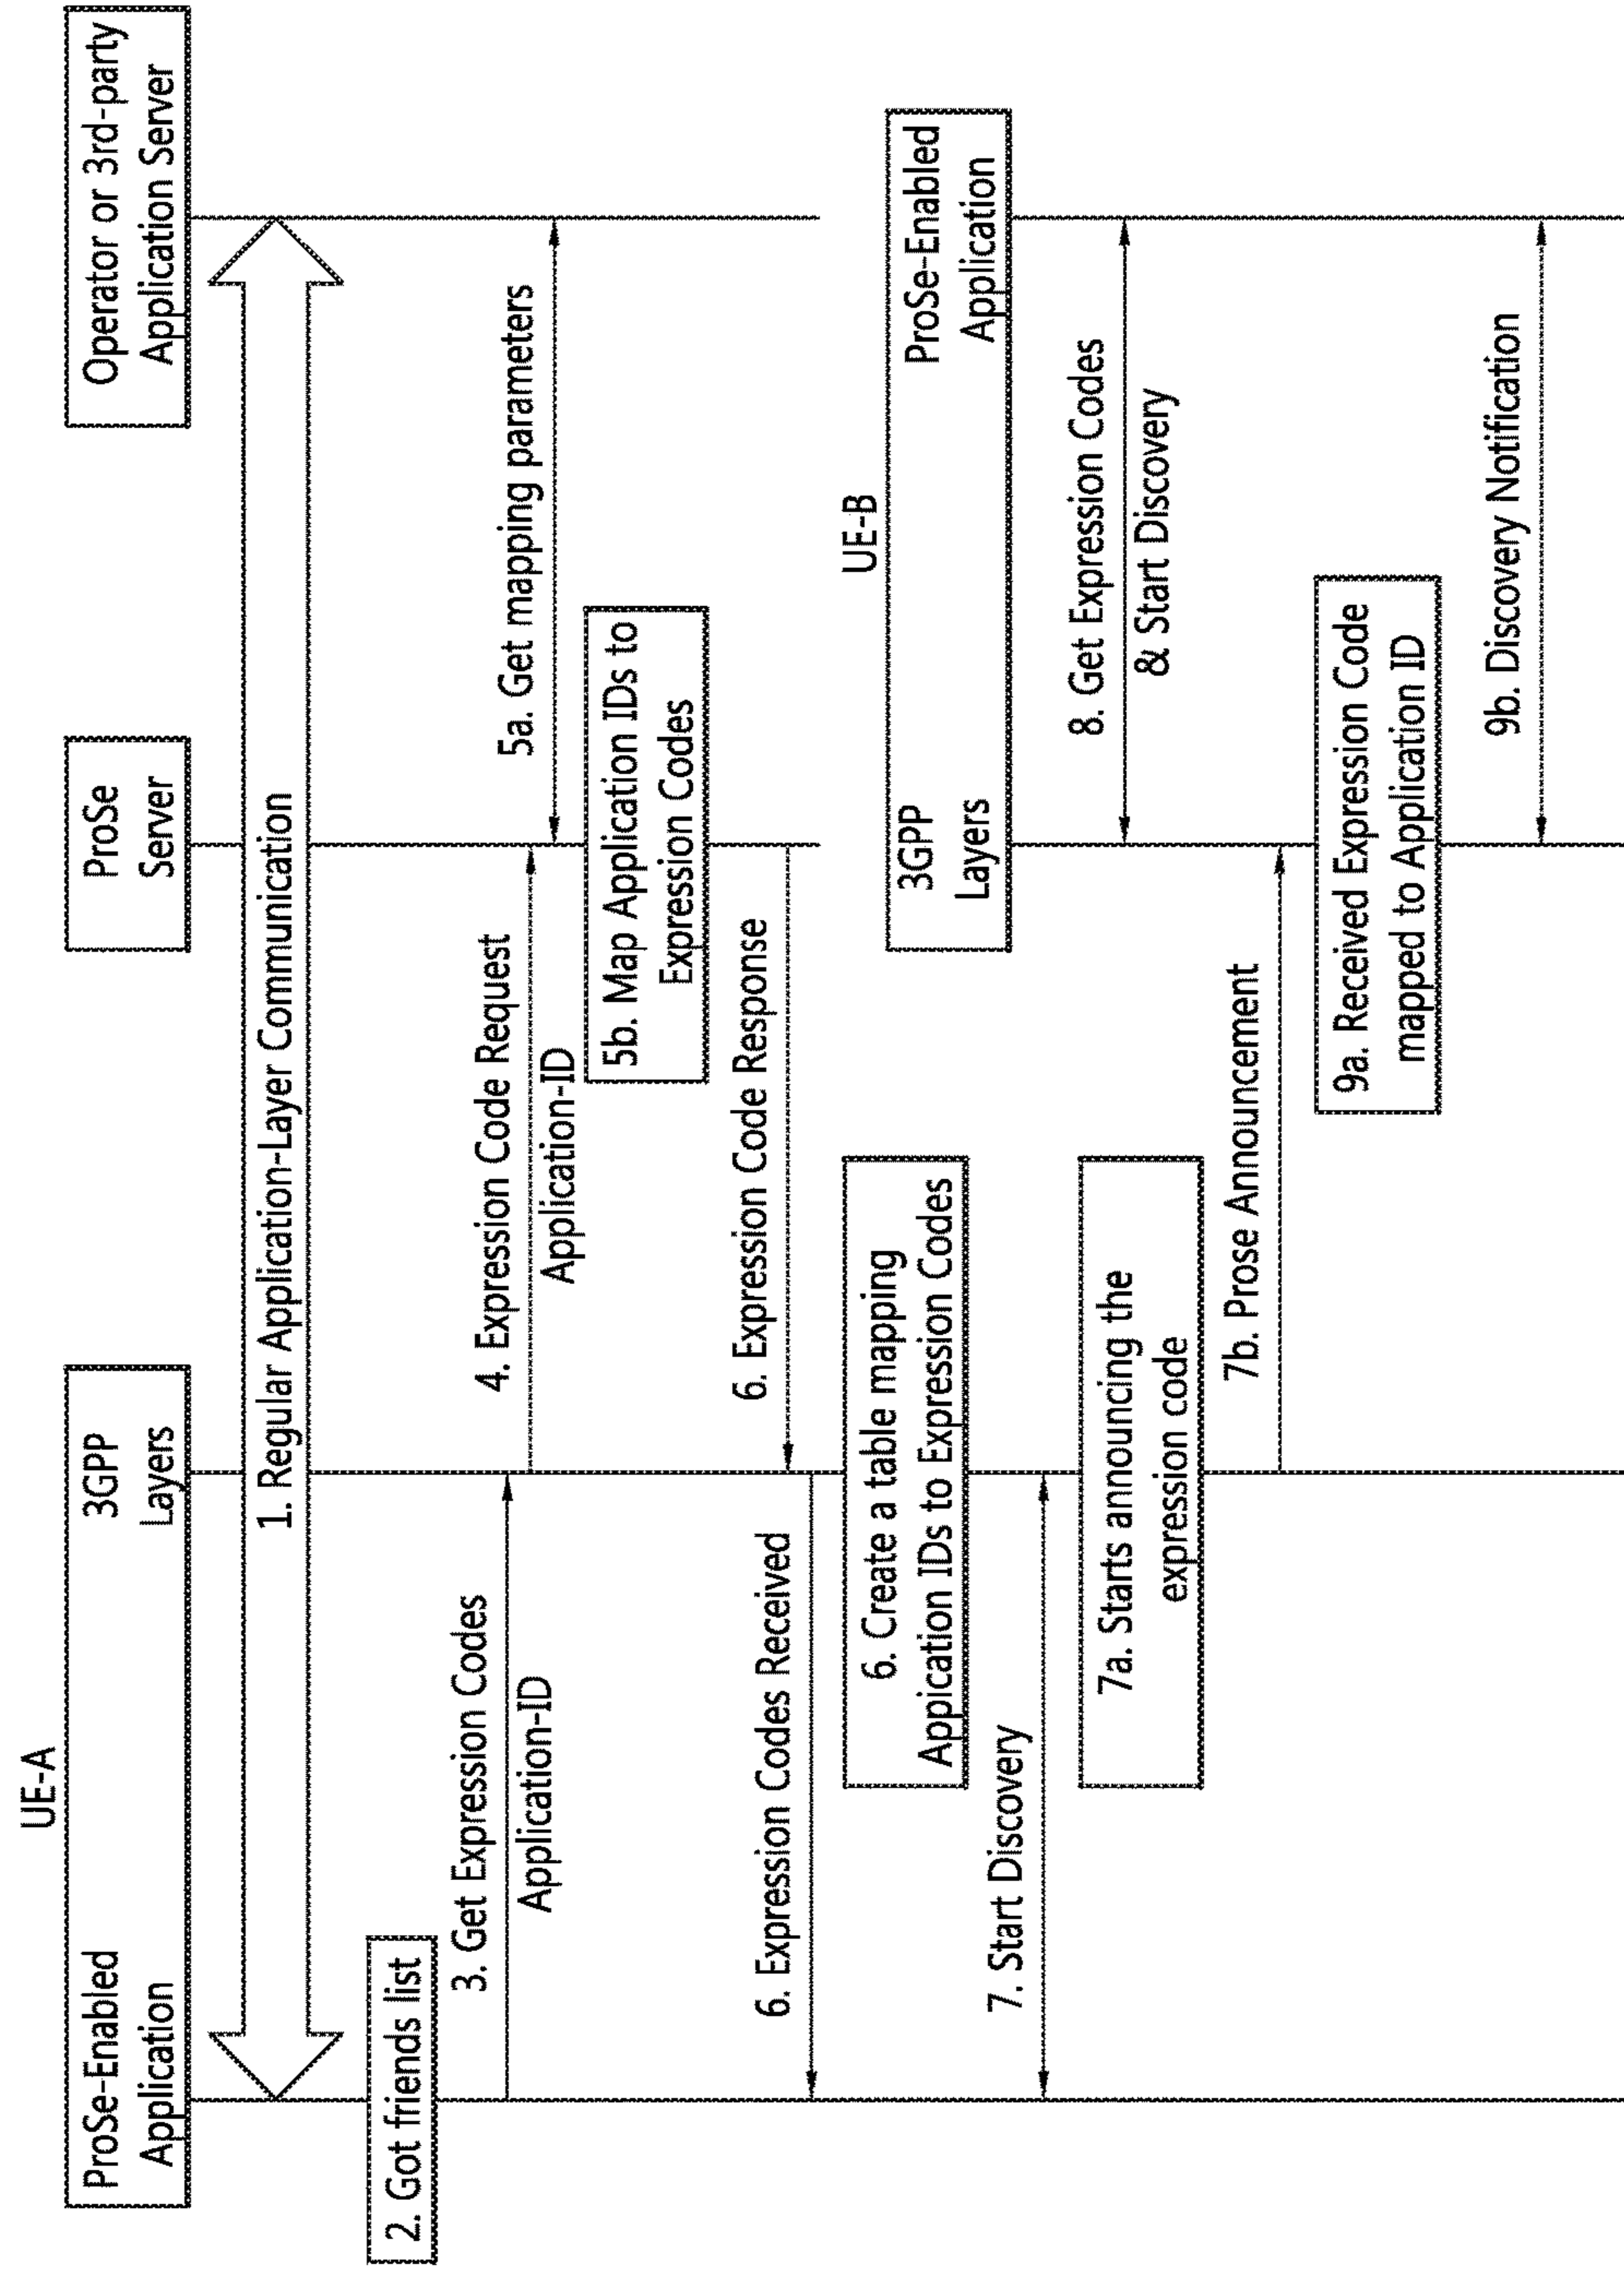 UE-A
ProSe-Enabled
Application
3GPP
Layers
ProSe
Server
Operator or 3rd-party
Application Server
1. Regular Application-Layer Communication
2. Got friends list
3. Get Expression Codes
Application-ID
4. Expression Code Request
Application-ID
5a. Get mapping parameters
5b. Map Application IDs to
Expression Codes
6. Expression Code Response
6. Expression Codes Received
6. Create a table mapping
Appication IDs to Expression Codes
UE-B
3GPP
Layers
ProSe-Enabled
Application
7. Start Discovery
7a. Starts announcing the
expression code
8. Get Expression Codes
& Start Discovery
7b. Prose Announcement
9a. Received Expression Code
mapped to Application ID
9b. Discovery Notification